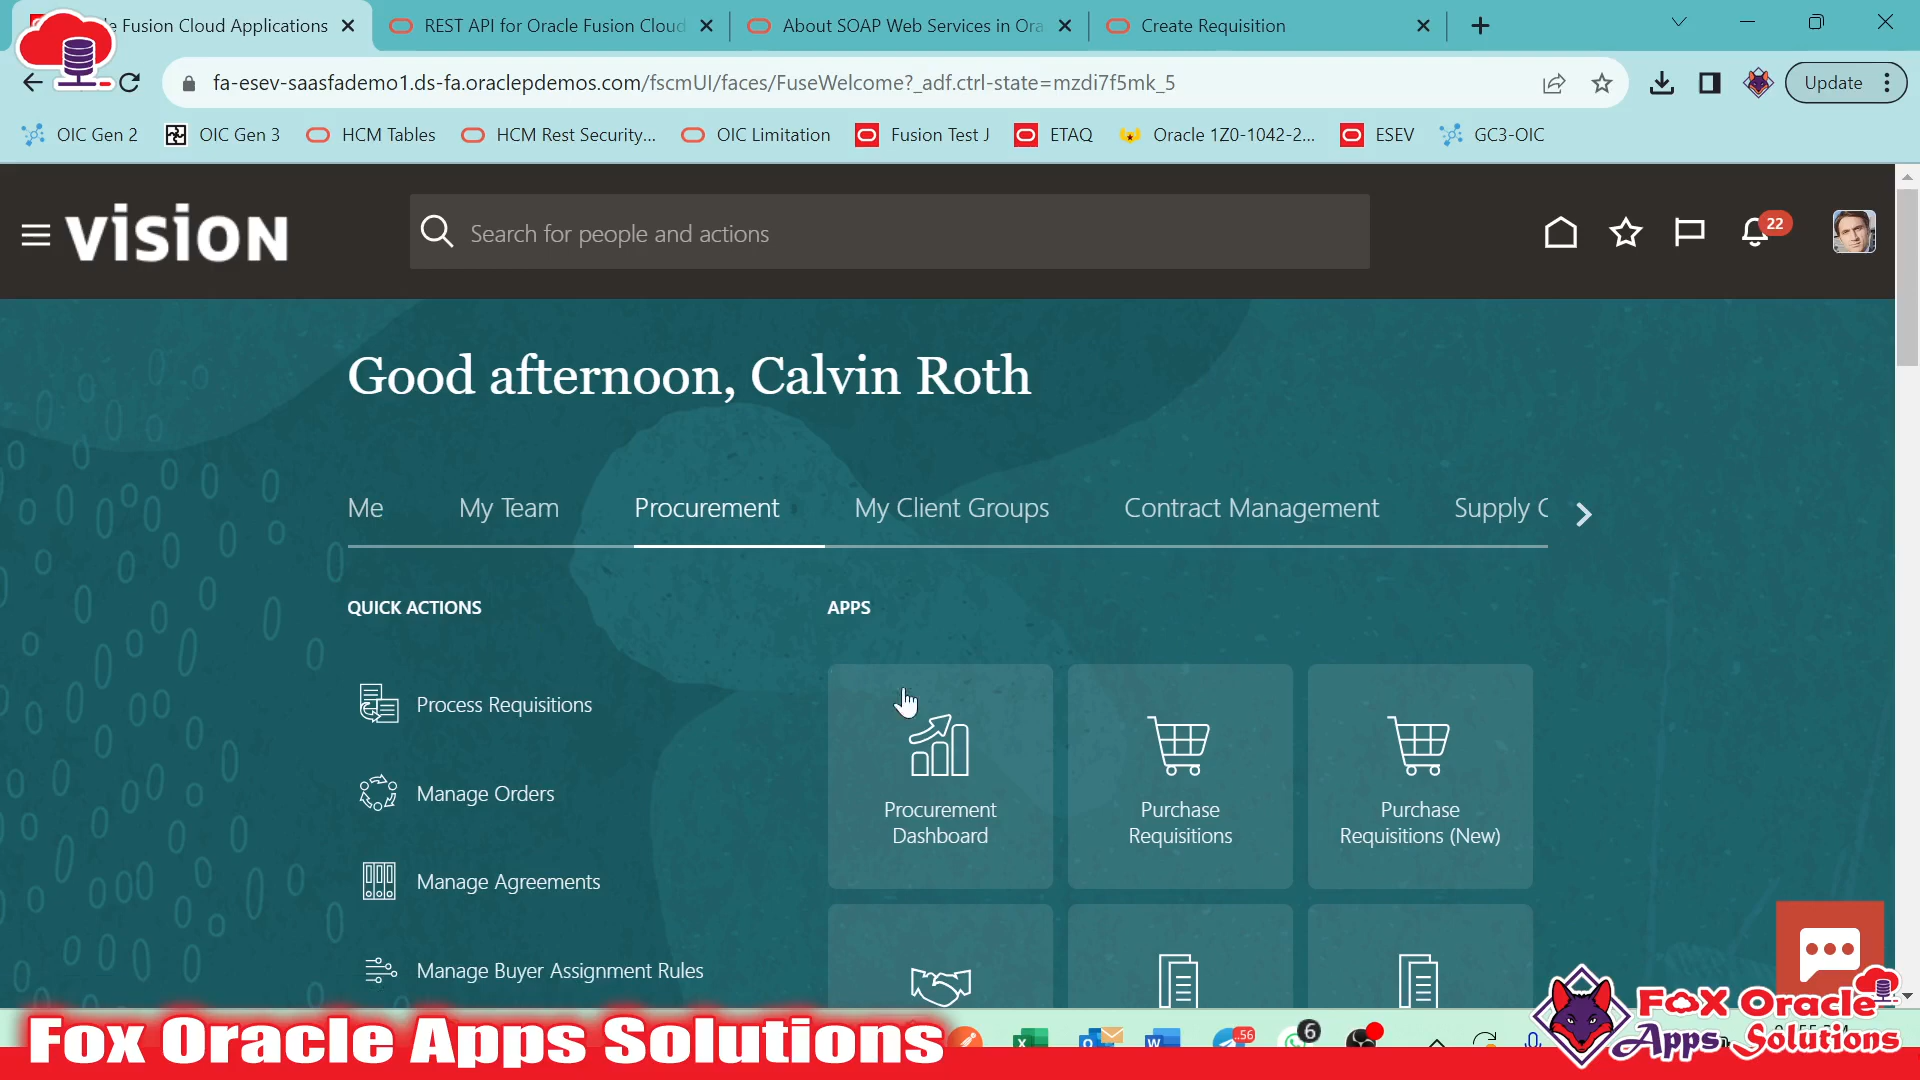 e Fusion Cloud Applications
REST API for Oracle Fusion Cloud
About SOAP Web Services in Ora
Create Requisition
fa-esev-saasfademo1.ds-fa.oraclepdemos.com/fscmUI/faces/FuseWelcome?_adf.ctrl-state=mzdi7f5mk_5
Update
OIC Gen 2
OIC Gen 3
HCM Tables
HCM Rest Security...
OIC Limitation
Fusion Test J
ETAQ
Oracle 1Z0-1042-2...
ESEV
GC3-OIC
VISION
Search for people and actions
22
Good afternoon, Calvin Roth
Me
My Team
Procurement
My Client Groups
Contract Management
Supply C
QUICK ACTIONS
APPS
Process Requisitions
Manage Orders
Manage Agreements
Manage Buyer Assignment Rules
Procurement
Dashboard
Purchase
Requisitions
Purchase
Requisitions (New)
Fox Oracle Apps Solutions
56
6
FOX Oracle
Apps Solutions